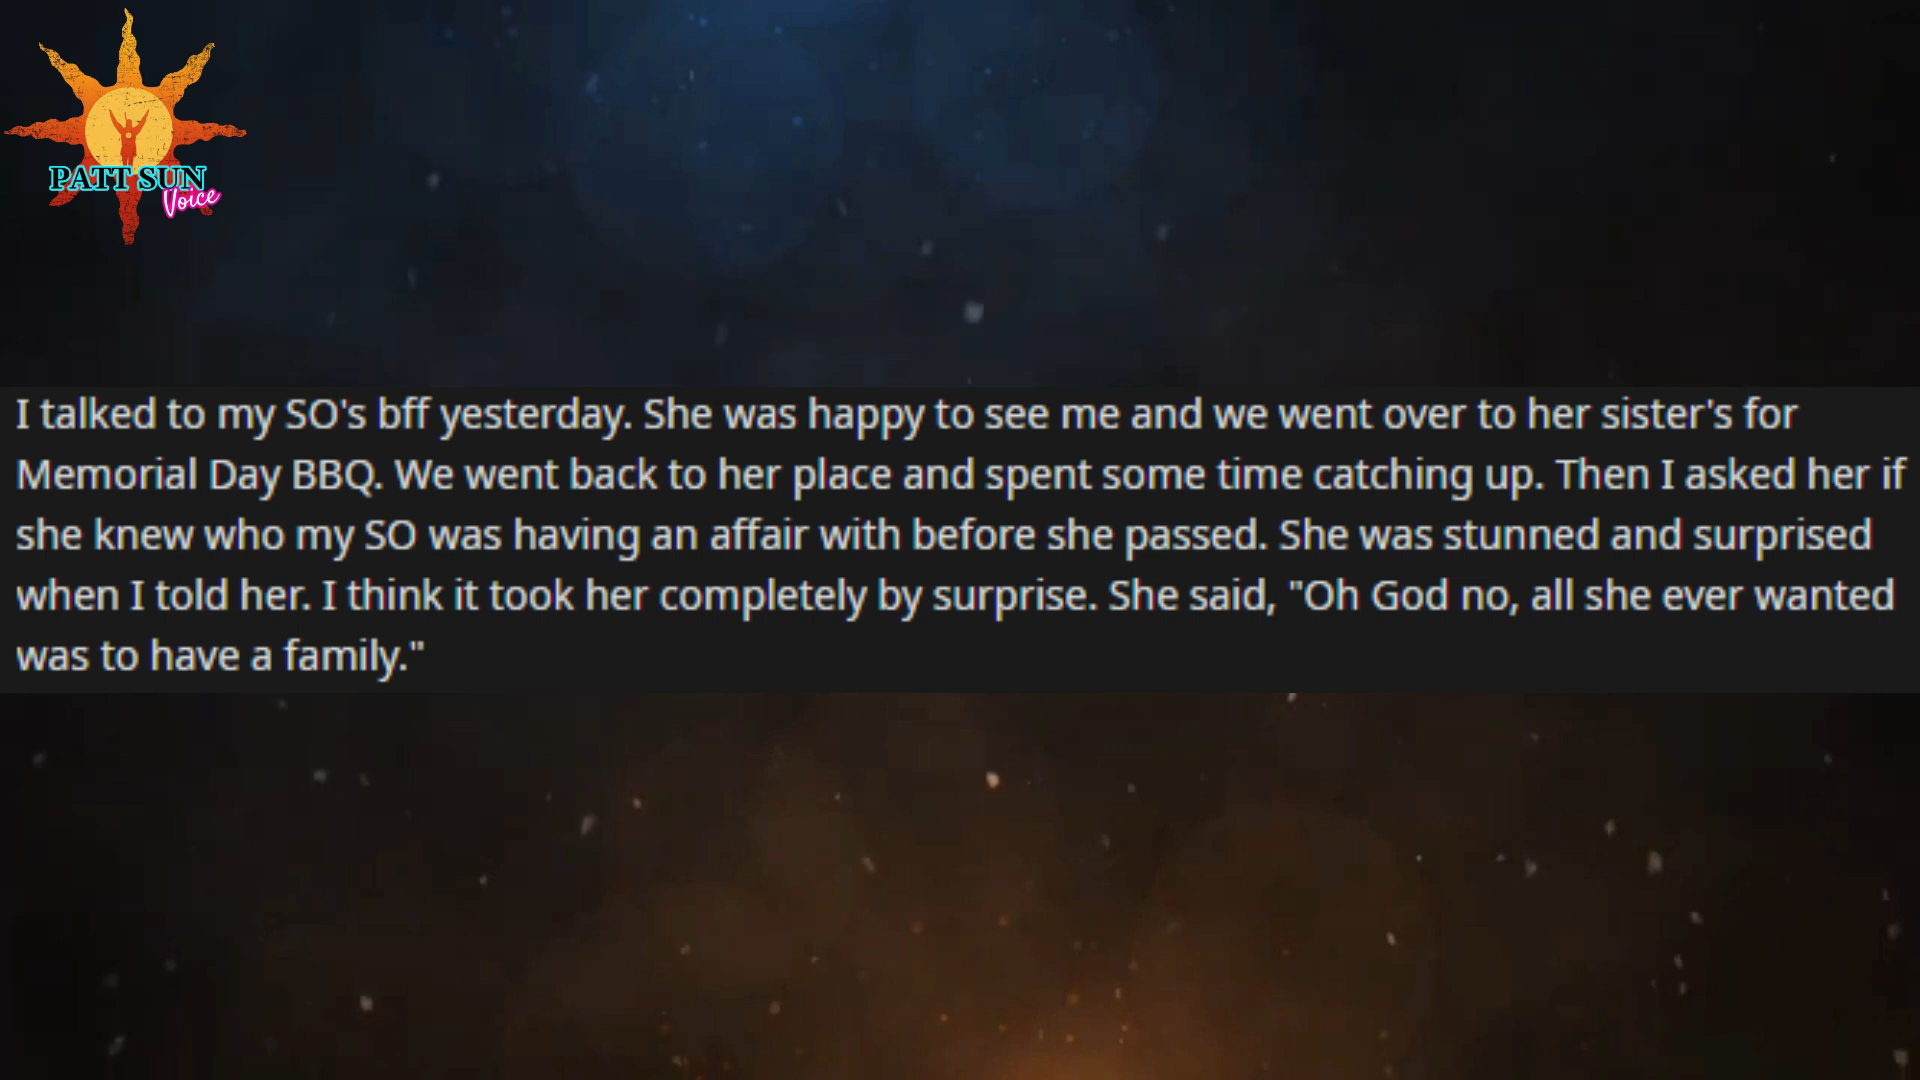 PATT SUN
Voice
I talked to my SO's bff yesterday. She was happy to see me and we went over to her sister's for
Memorial Day BBQ. We went back to her place and spent some time catching up. Then I asked her if
she knew who my SO was having an affair with before she passed. She was stunned and surprised
when I told her. I think it took her completely by surprise. She said, "Oh God no, all she ever wanted
was to have a family."